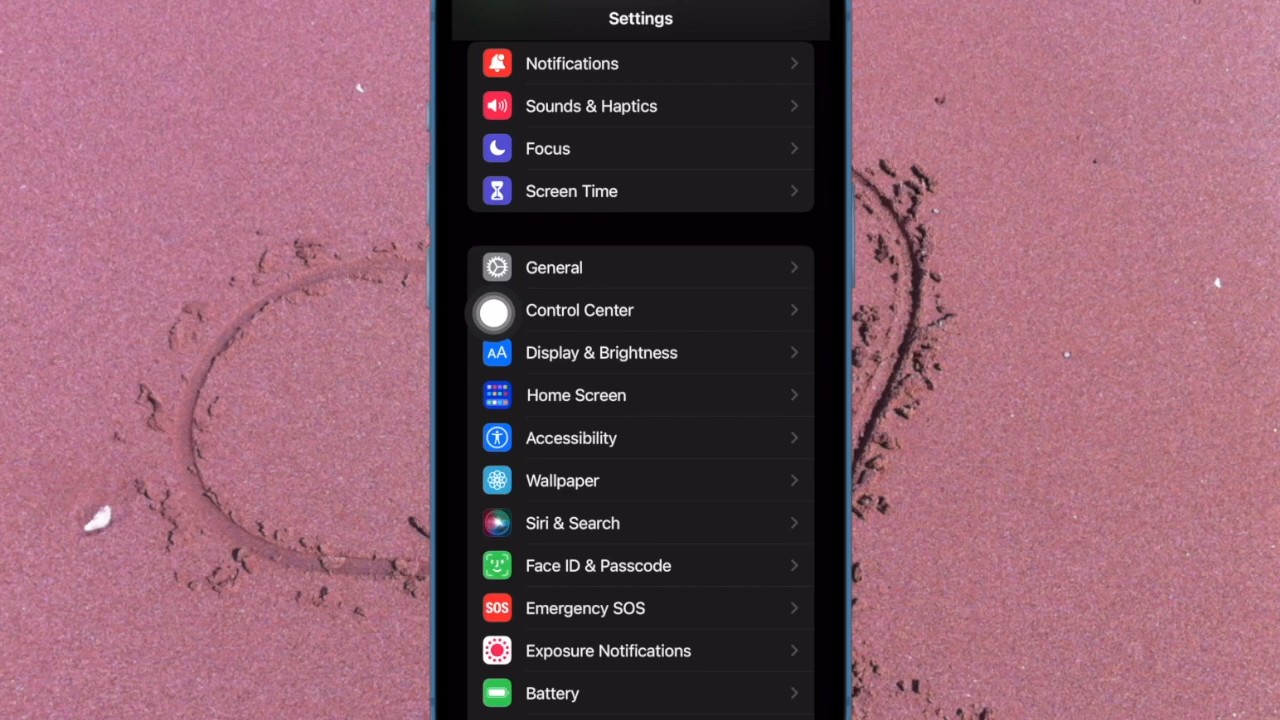 Settings
Notifications
Sounds & Haptics
Focus
Screen Time
General
Control Center
AA Display & Brightness
Home Screen
Accessibility
Wallpaper
Siri & Search
Face ID & Passcode
SOS Emergency SOS
Exposure Notifications
Battery